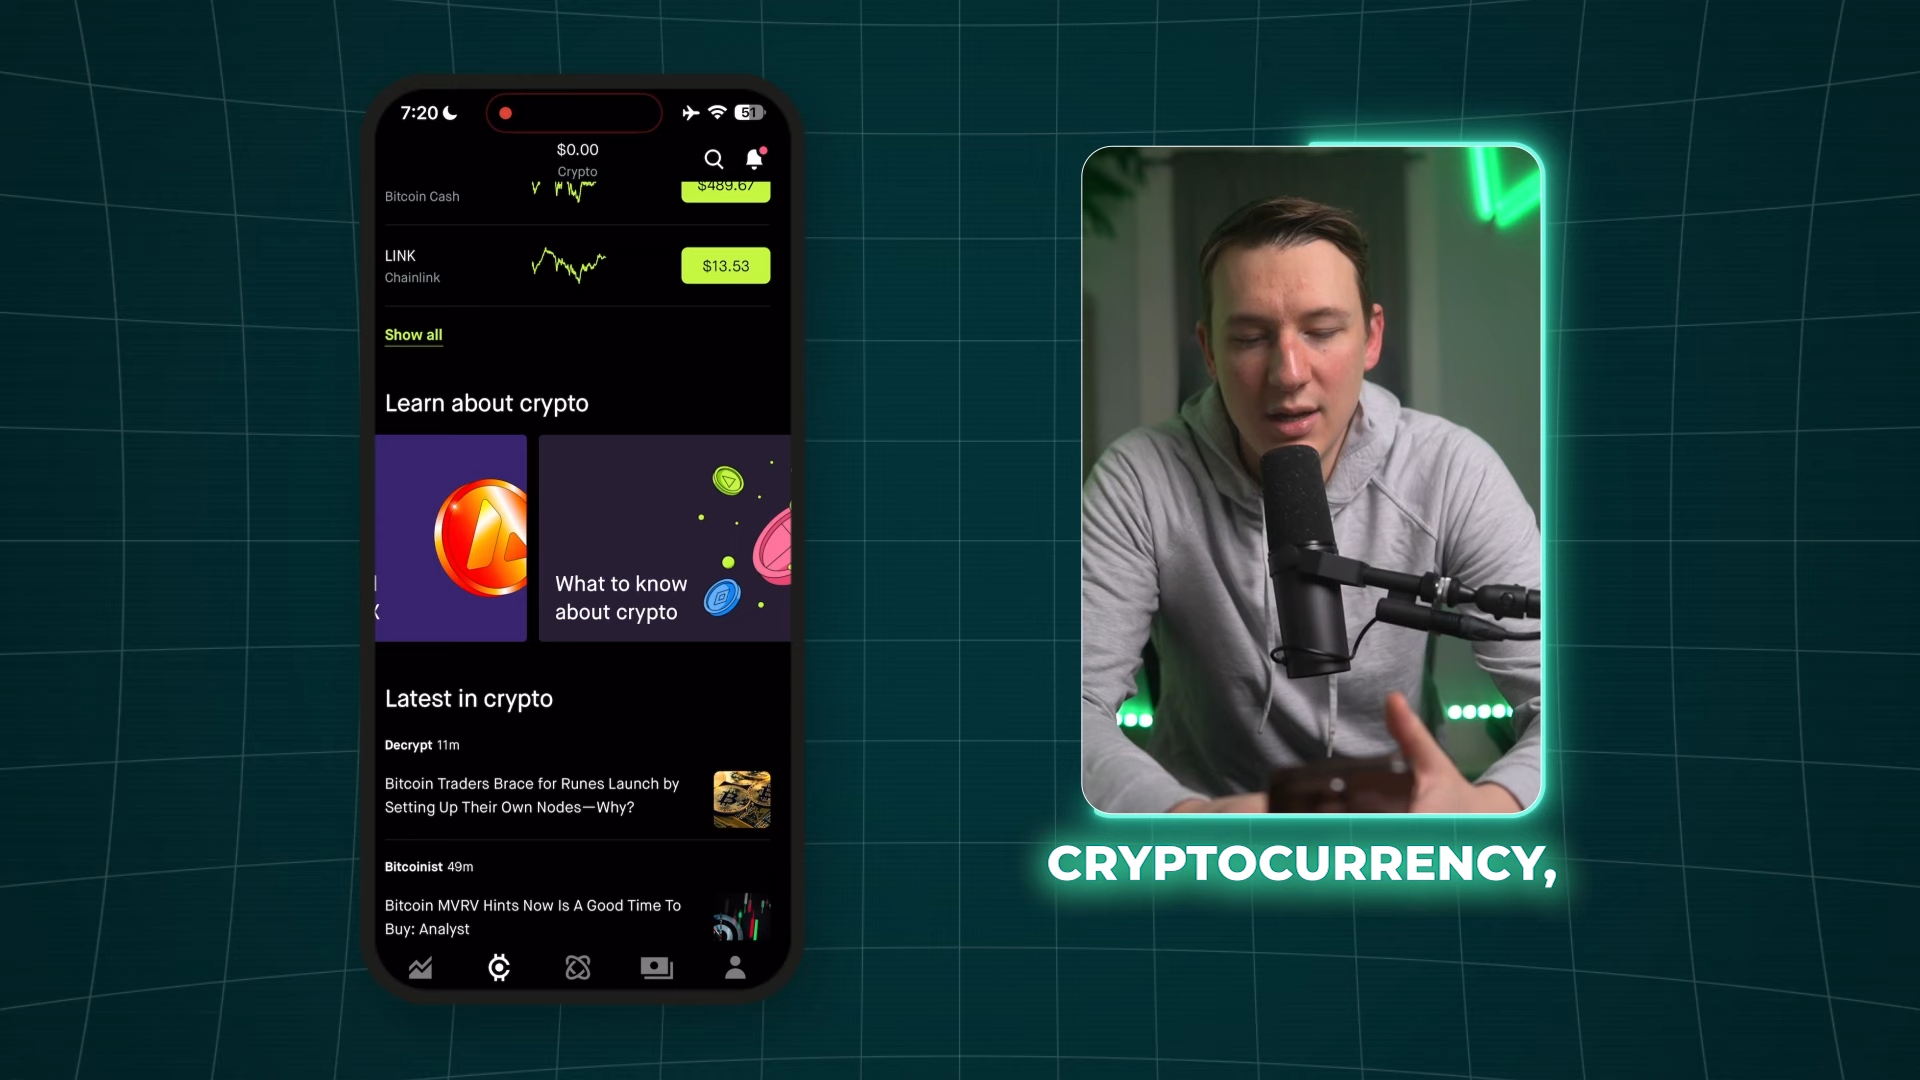 7:20
51
$0.00
Crypto
$489.67
Bitcoin Cash
LINK
Chainlink
$13.53
Show all
Learn about crypto
What to know
about crypto
Latest in crypto
Decrypt 11m
Bitcoin Traders Brace for Runes Launch by
Setting Up Their Own Nodes—Why?
Bitcoinist 49m
Bitcoin MVRV Hints Now Is A Good Time To
Buy: Analyst
CRYPTOCURRENCY,